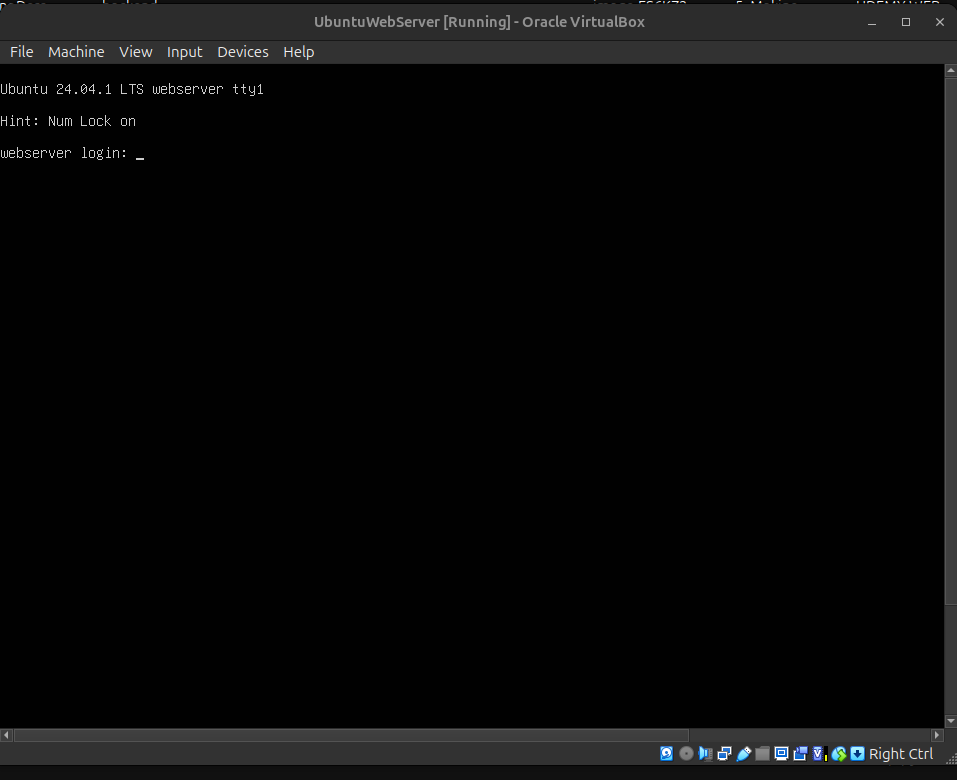 UbuntuWebServer [Running] - Oracle VirtualBox
File Machine View Input Devices Help
Ubuntu 24.04.1 LTS webserver tty1
Hint: Num Lock on
webserver login: _
Right Ctrl